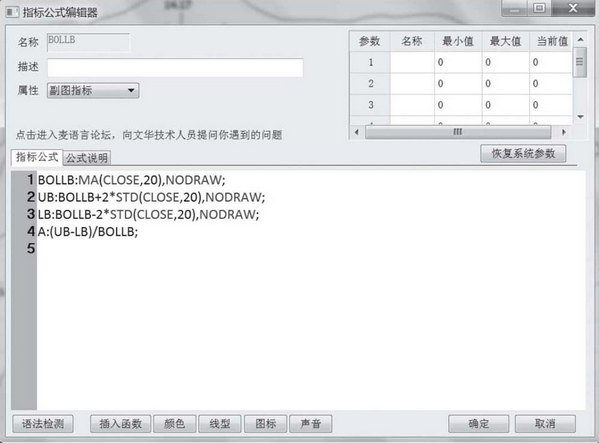 14.17
指标公式编辑器
名称 BOLLB
描述
属性 副图指标
点击进入麦语言论坛，向文华技术人员提问你遇到的问题
参数 名称 最小值 最大值 当前值
1 0 0 0
2 0 0 0
3 0 0 0
指标公式 公式说明
恢复系统参数
1 BOLLB:MA(CLOSE,20),NODRAW;
2 UB:BOLLB+2*STD(CLOSE,20),NODRAW;
3 LB:BOLLB-2*STD(CLOSE,20),NODRAW;
4 A:(UB-LB)/BOLLB;
5
语法检测 插入函数 颜色 线型 图标 声音 确定 取消